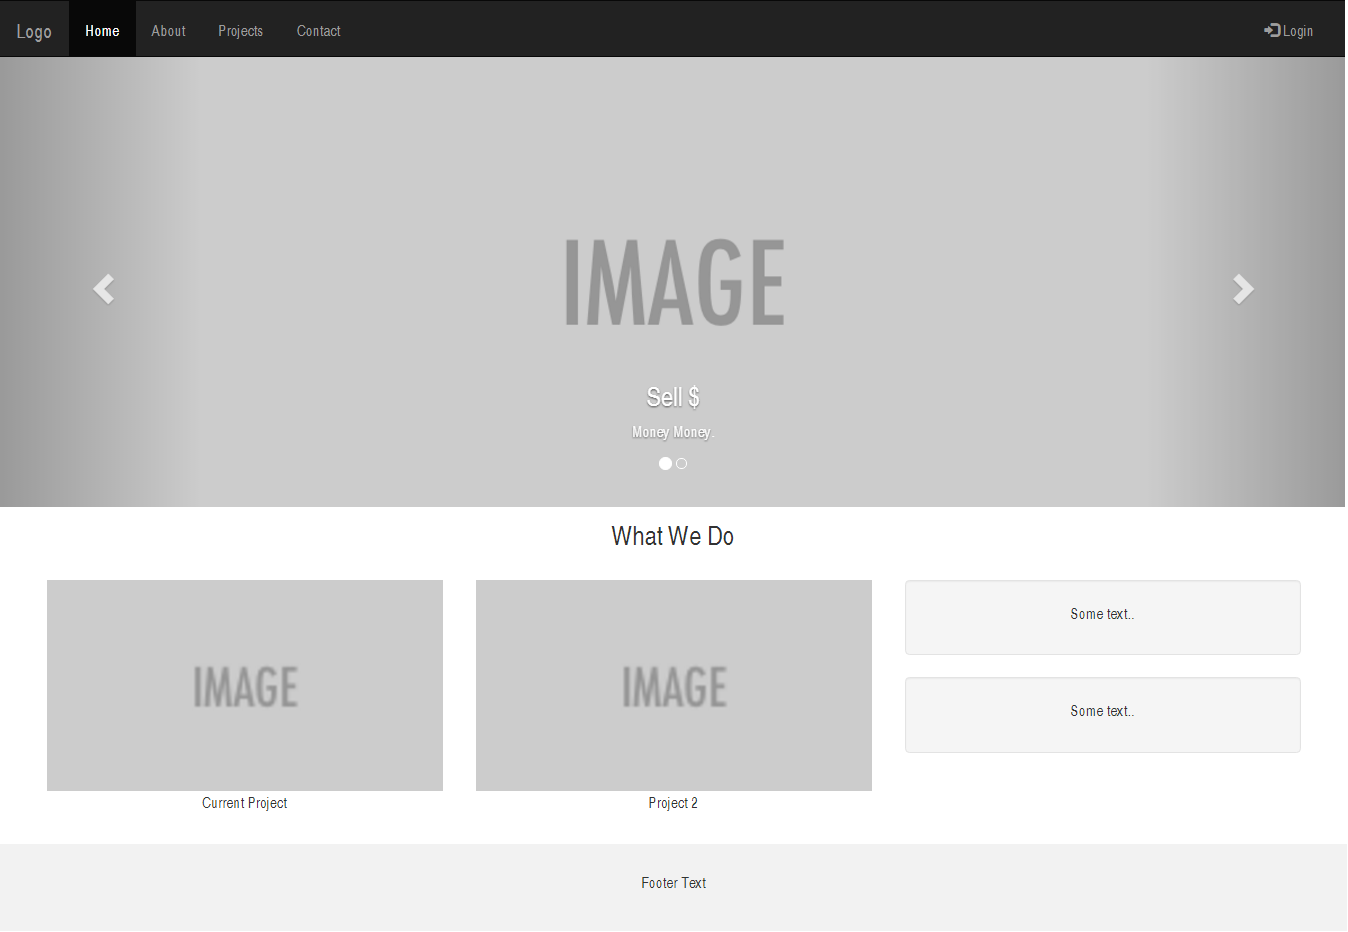 Logo Home About Projects Contact Login
IMAGE
Sell $
Money Money.
What We Do
IMAGE IMAGE
Some text..
Some text..
Current Project Project 2
Footer Text